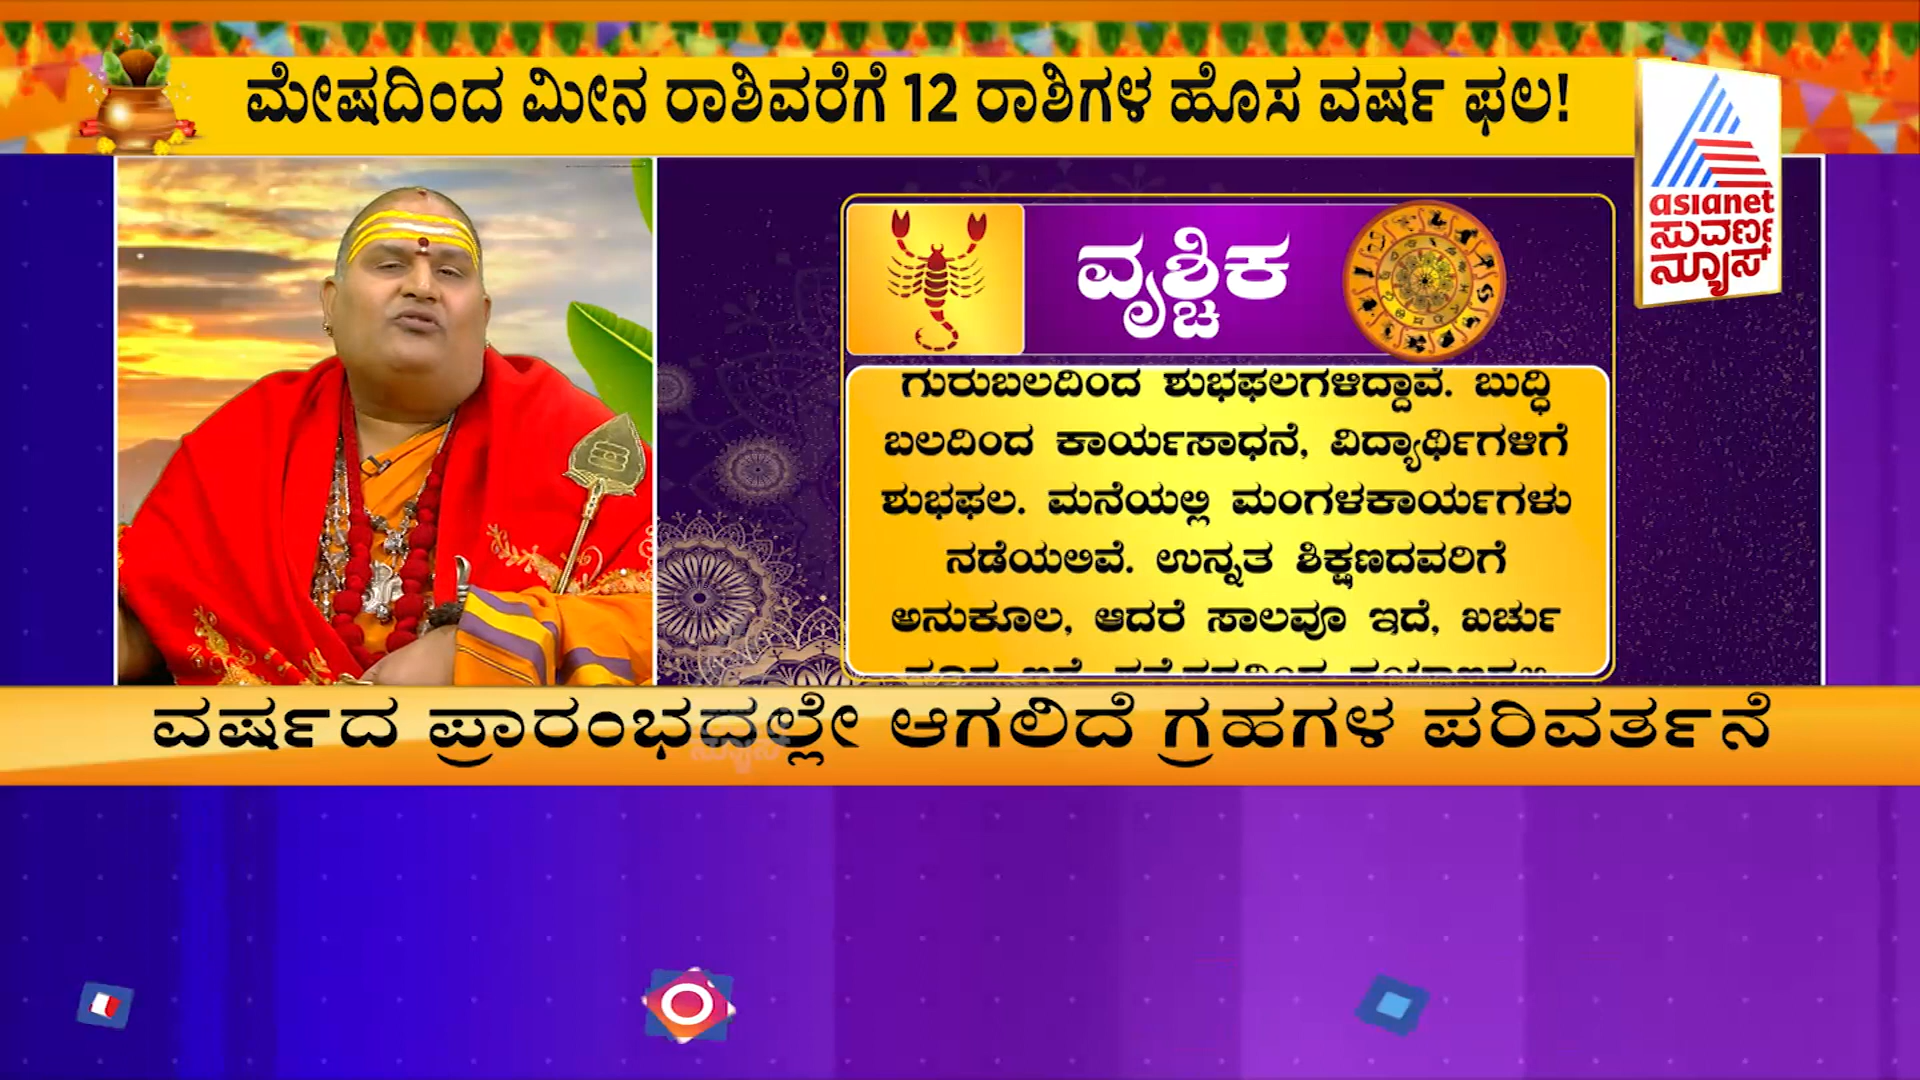 ಮೇಷದಿಂದ ಮೀನ ರಾಶಿವರೆಗೆ 12 ರಾಶಿಗಳ ಹೊಸ ವರ್ಷ ಫಲ!
asianet
ಸುವರ್ಣ
ನ್ಯೂಸ್
ವೃಶ್ಚಿಕ
ಗುರುಬಲದಿಂದ ಶುಭಫಲಗಳಿದ್ದಾವೆ. ಬುದ್ಧಿ
ಬಲದಿಂದ ಕಾರ್ಯಸಾಧನೆ, ವಿದ್ಯಾರ್ಥಿಗಳಿಗೆ
ಶುಭಫಲ. ಮನೆಯಲ್ಲಿ ಮಂಗಳಕಾರ್ಯಗಳು
ನಡೆಯಲಿವೆ. ಉನ್ನತ ಶಿಕ್ಷಣದವರಿಗೆ
ಅನುಕೂಲ, ಆದರೆ ಸಾಲವೂ ಇದೆ, ಖರ್ಚು
ವರ್ಷದ ಪ್ರಾರಂಭದಲ್ಲೇ ಆಗಲಿದೆ ಗ್ರಹಗಳ ಪರಿವರ್ತನೆ